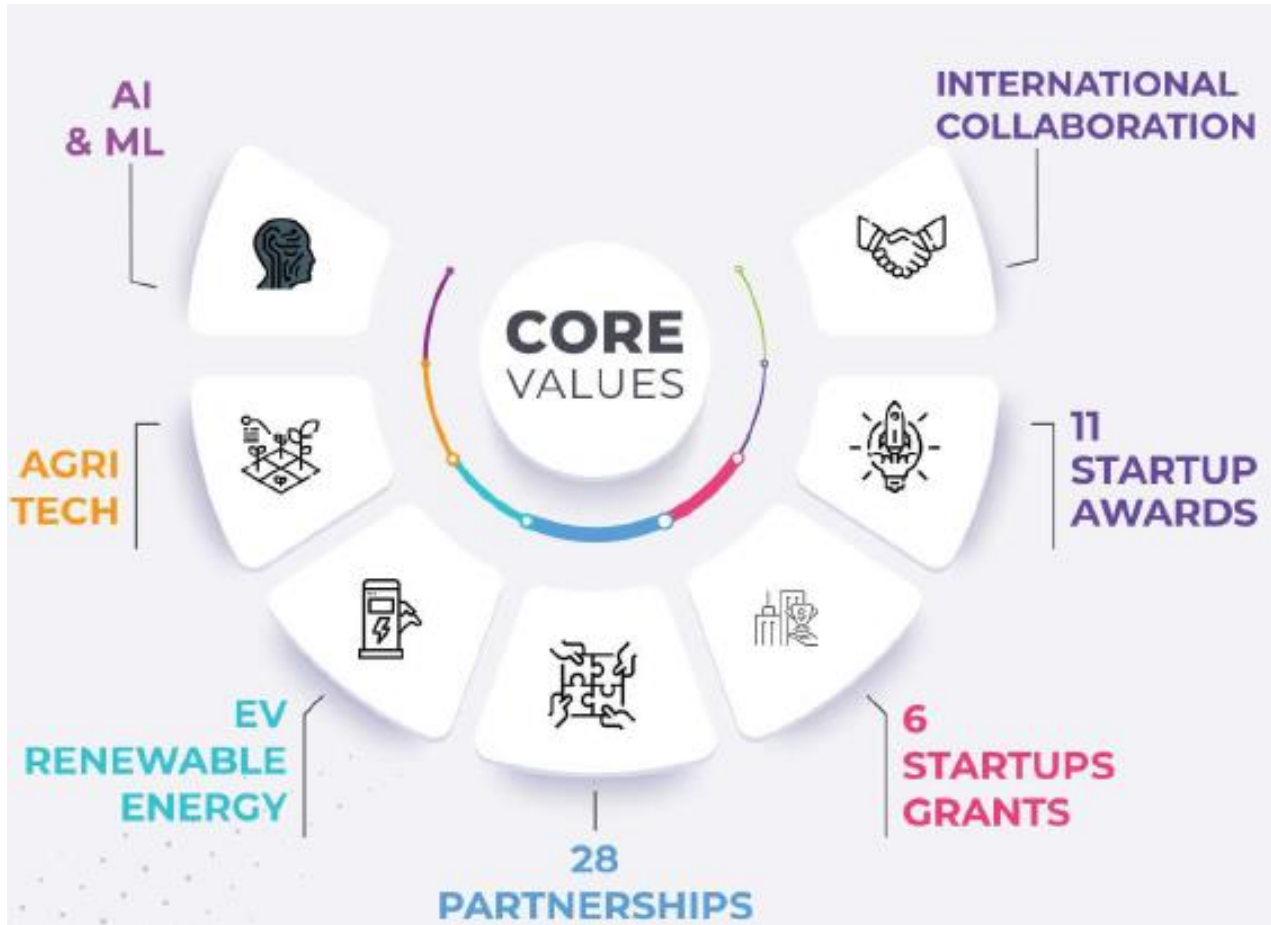 AI
& ML
INTERNATIONAL
COLLABORATION
CORE
VALUES
AGRI
TECH
11
STARTUP
AWARDS
EV
RENEWABLE
ENERGY
6
STARTUPS
GRANTS
28
PARTNERSHIPS